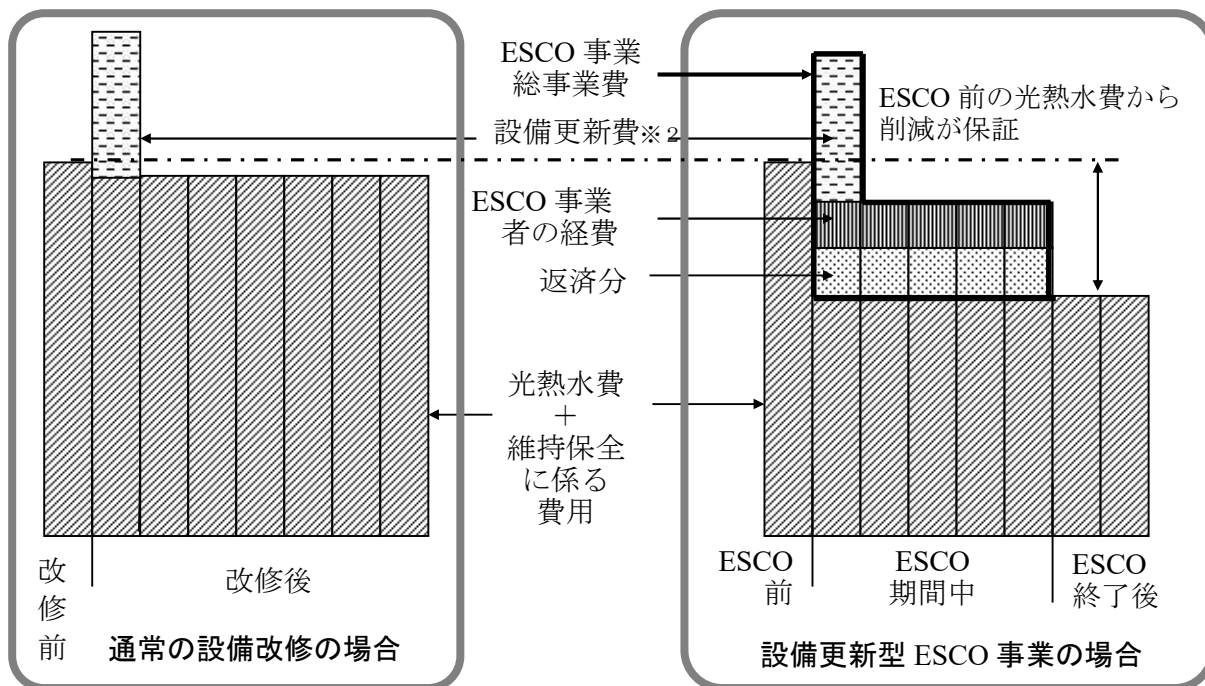 ESCO 事業
総事業費
ESCO 前の光熱水費から
削減が保証
設備更新費※2
ESCO 事業
者の経費
返済分
光熱水費
＋
維持保全
に係る
費用
改
修
前
改修後
通常の設備改修の場合
ESCO
前
ESCO
期間中
ESCO
終了後
設備更新型 ESCO 事業の場合